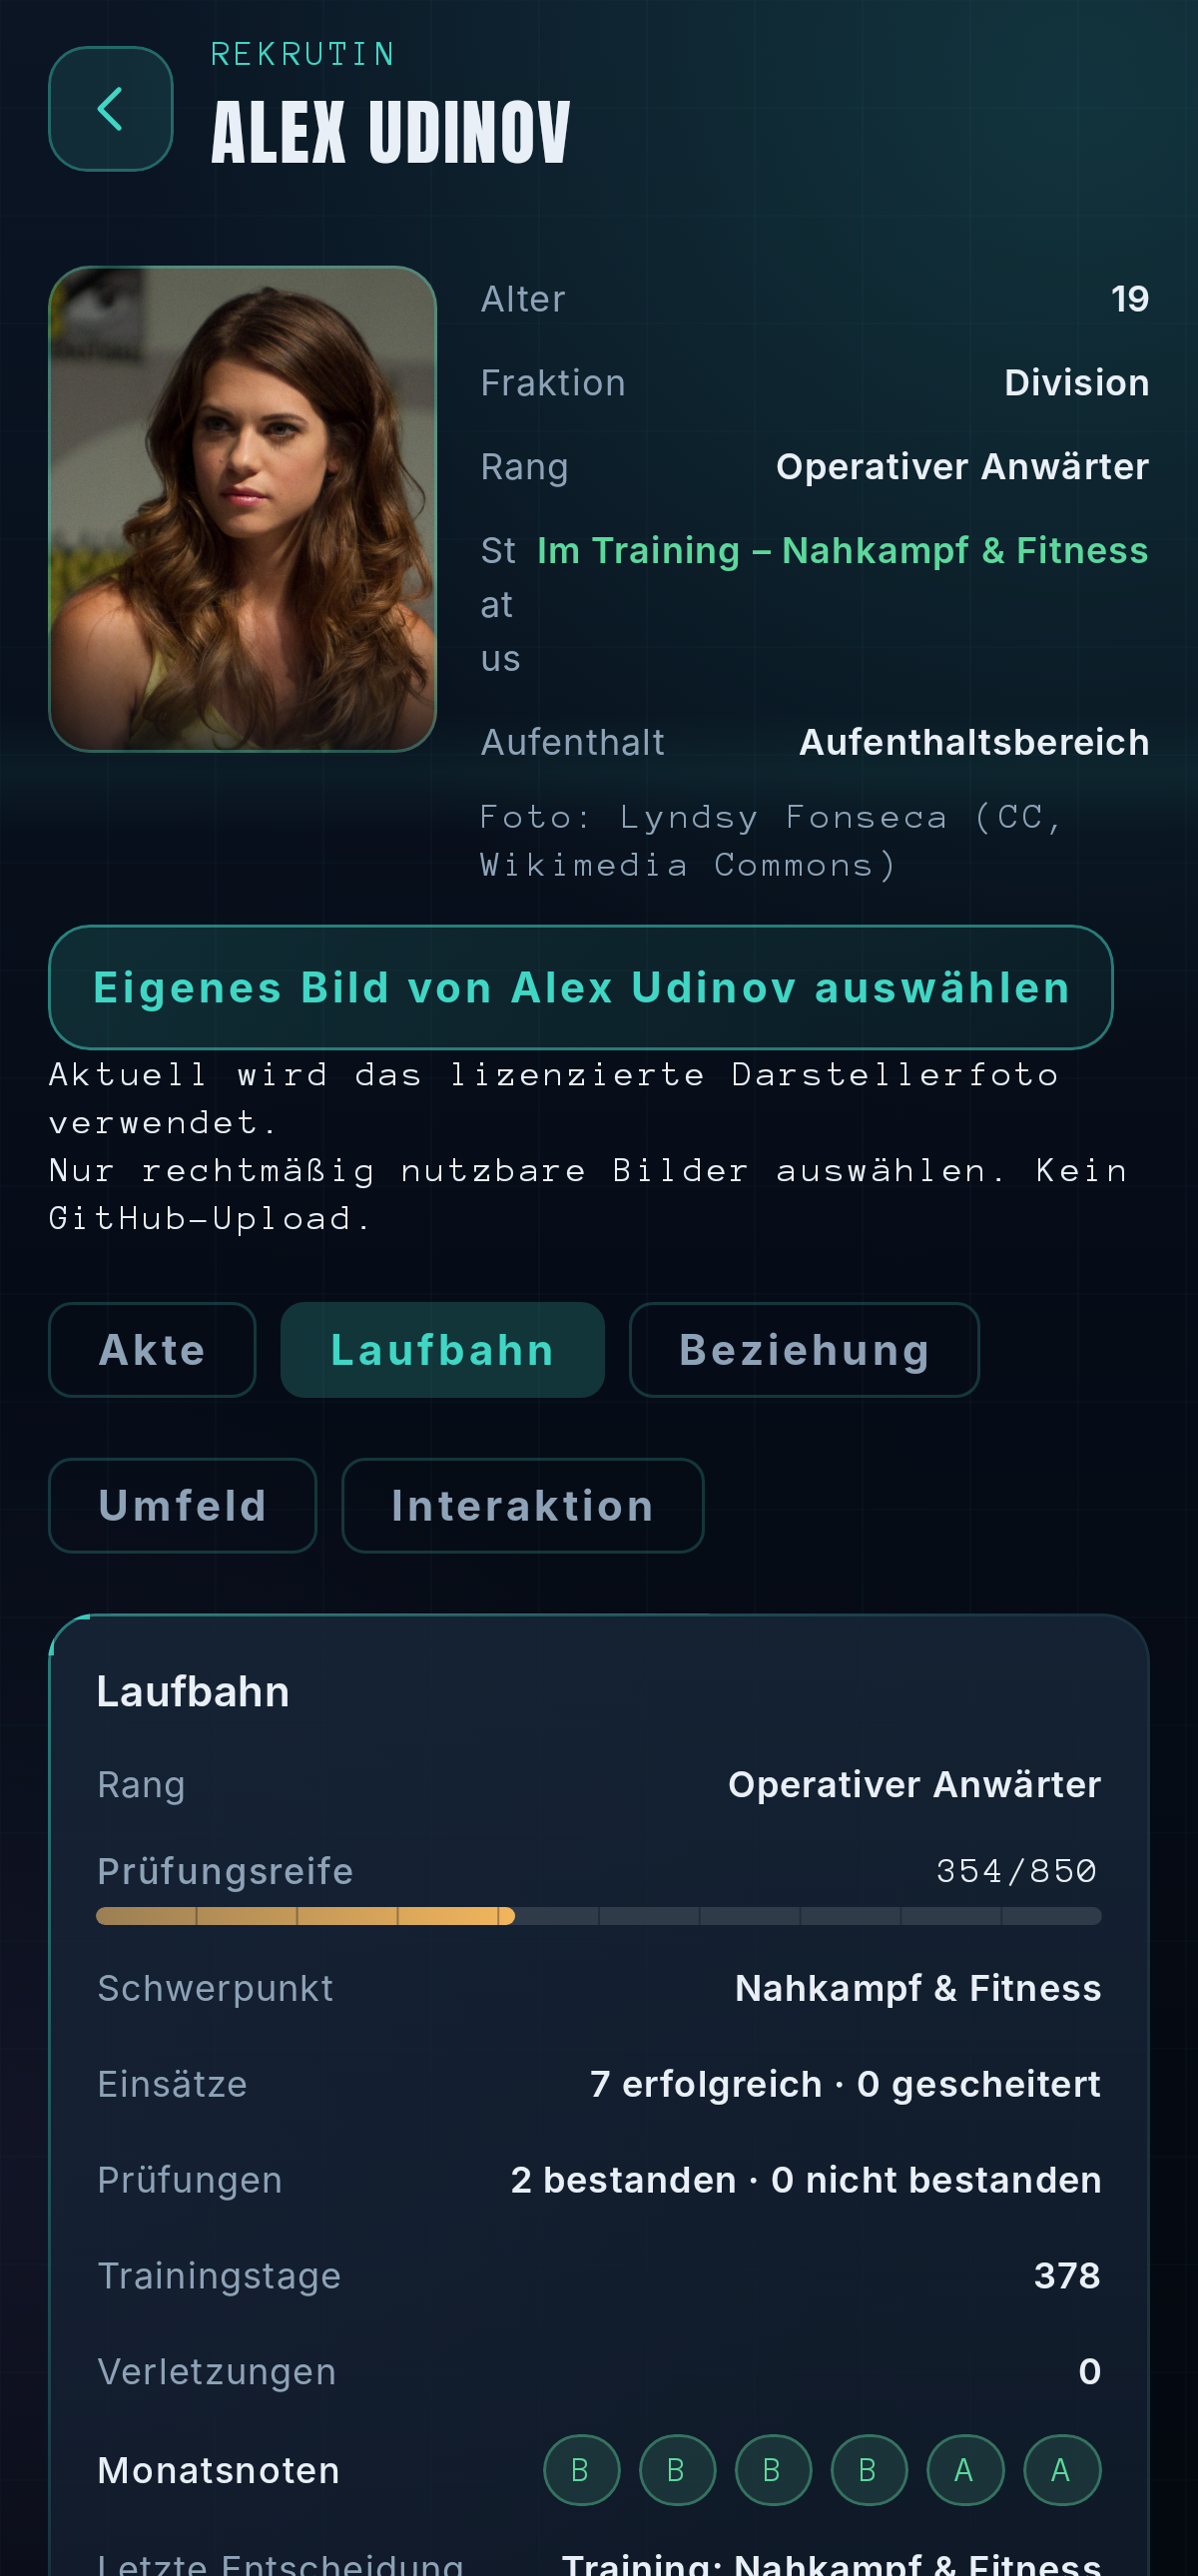 REKRUTIN
ALEX UDINOV
Alter 19
Fraktion Division
Rang Operativer Anwärter
Status Im Training – Nahkampf & Fitness
Aufenthalt Aufenthaltsbereich
Foto: Lyndsy Fonseca (CC,
Wikimedia Commons)
Eigenes Bild von Alex Udinov auswählen
Aktuell wird das lizenzierte Darstellerfoto
verwendet.
Nur rechtmäßig nutzbare Bilder auswählen. Kein
GitHub-Upload.
Akte Laufbahn Beziehung
Umfeld Interaktion
Laufbahn
Rang Operativer Anwärter
Prüfungsreife 354/850
Schwerpunkt Nahkampf & Fitness
Einsätze 7 erfolgreich · 0 gescheitert
Prüfungen 2 bestanden · 0 nicht bestanden
Trainingstage 378
Verletzungen 0
Monatsnoten B B B B A A
Letzte Entscheidung Training: Nahkampf & Fitness